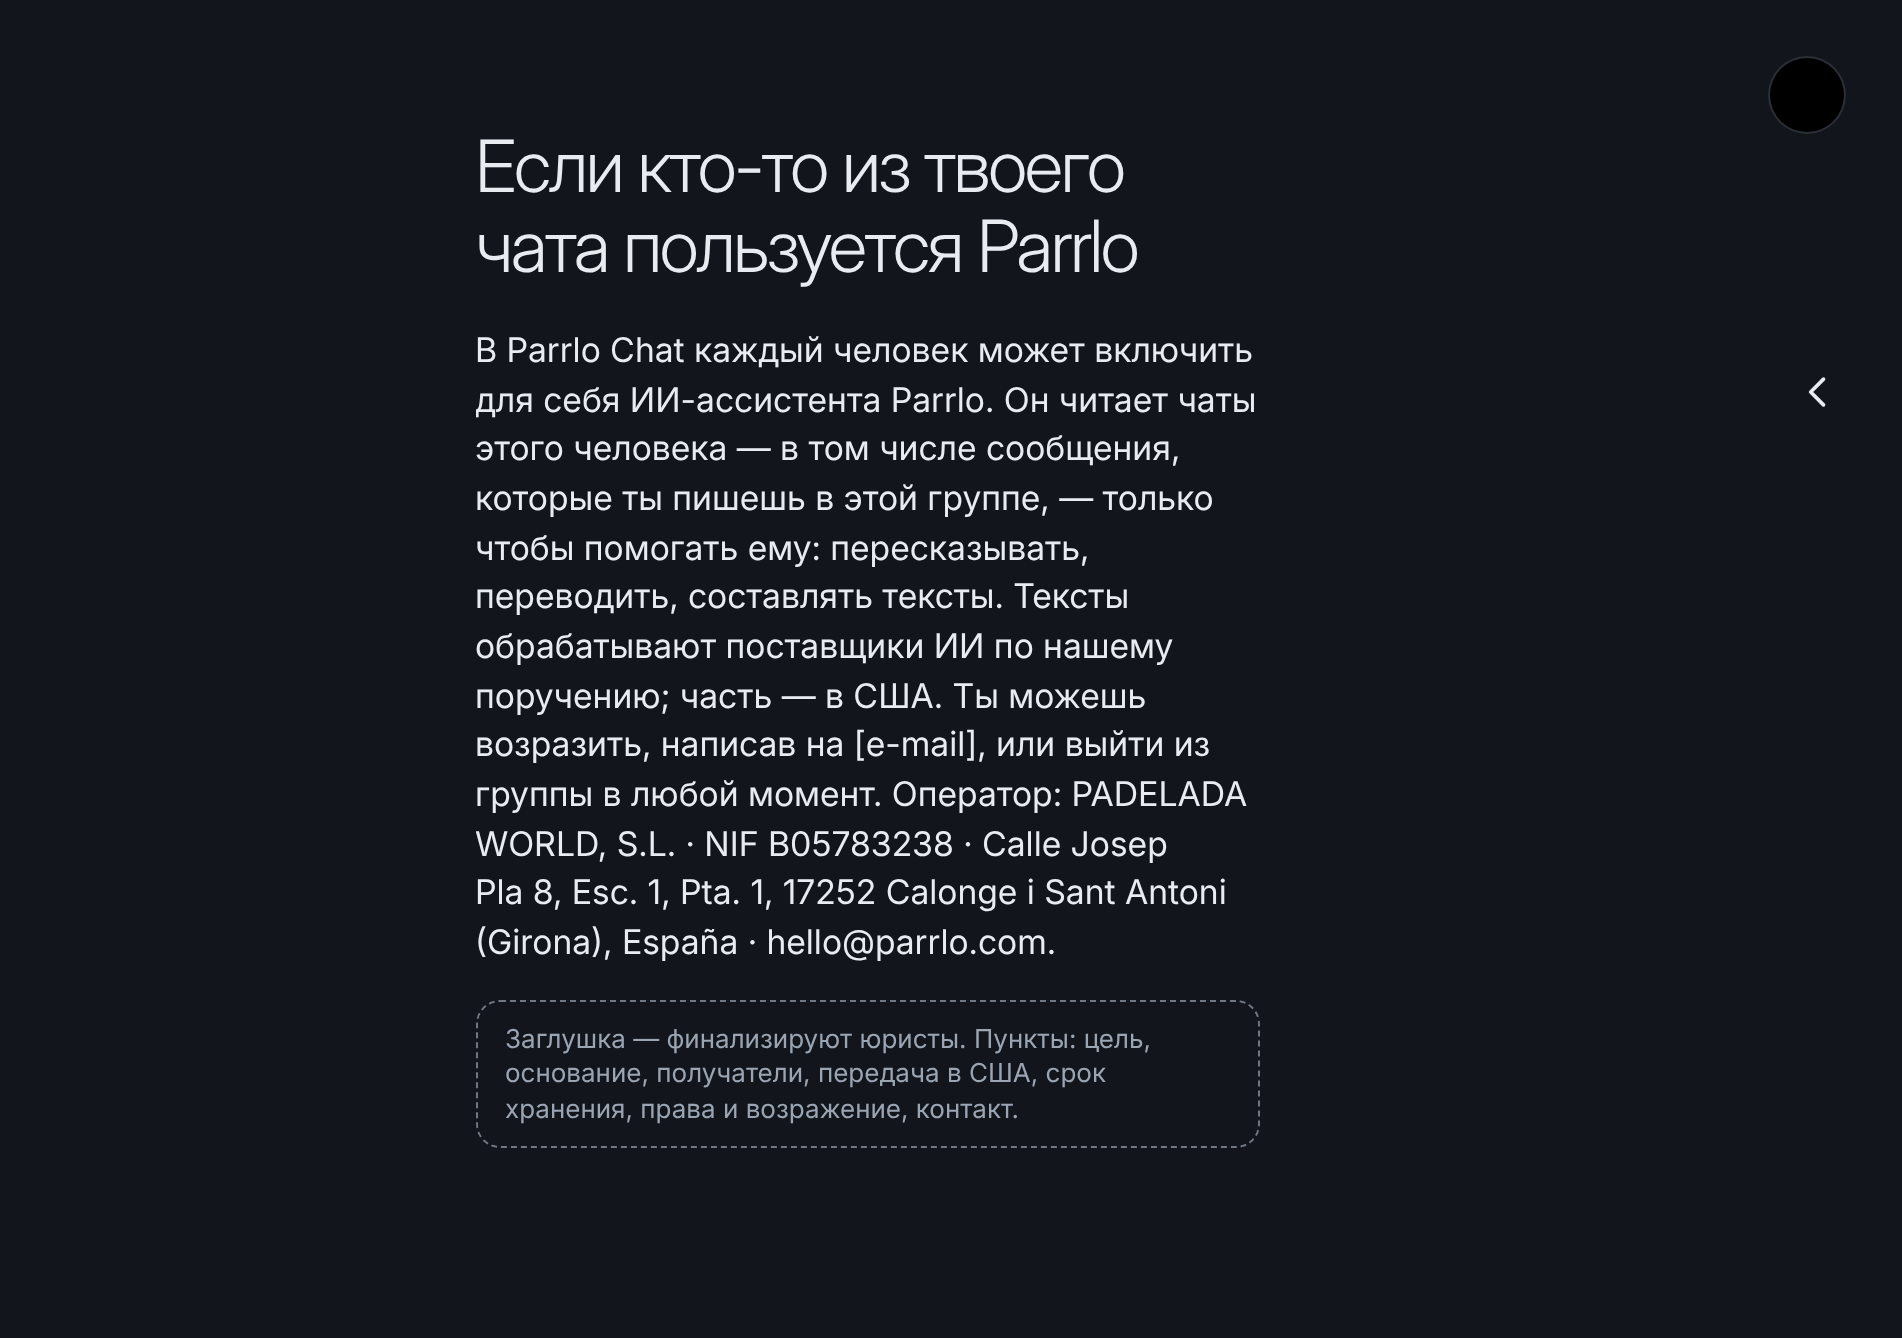 Если кто-то из твоего
чата пользуется Parrlo
В Parrlo Chat каждый человек может включить
для себя ИИ-ассистента Parrlo. Он читает чаты
этого человека — в том числе сообщения,
которые ты пишешь в этой группе, — только
чтобы помогать ему: пересказывать,
переводить, составлять тексты. Тексты
обрабатывают поставщики ИИ по нашему
поручению; часть — в США. Ты можешь
возразить, написав на [e-mail], или выйти из
группы в любой момент. Оператор: PADELADA
WORLD, S.L. · NIF B05783238 · Calle Josep
Pla 8, Esc. 1, Pta. 1, 17252 Calonge i Sant Antoni
(Girona), España · hello@parrlo.com.
Заглушка — финализируют юристы. Пункты: цель,
основание, получатели, передача в США, срок
хранения, права и возражение, контакт.